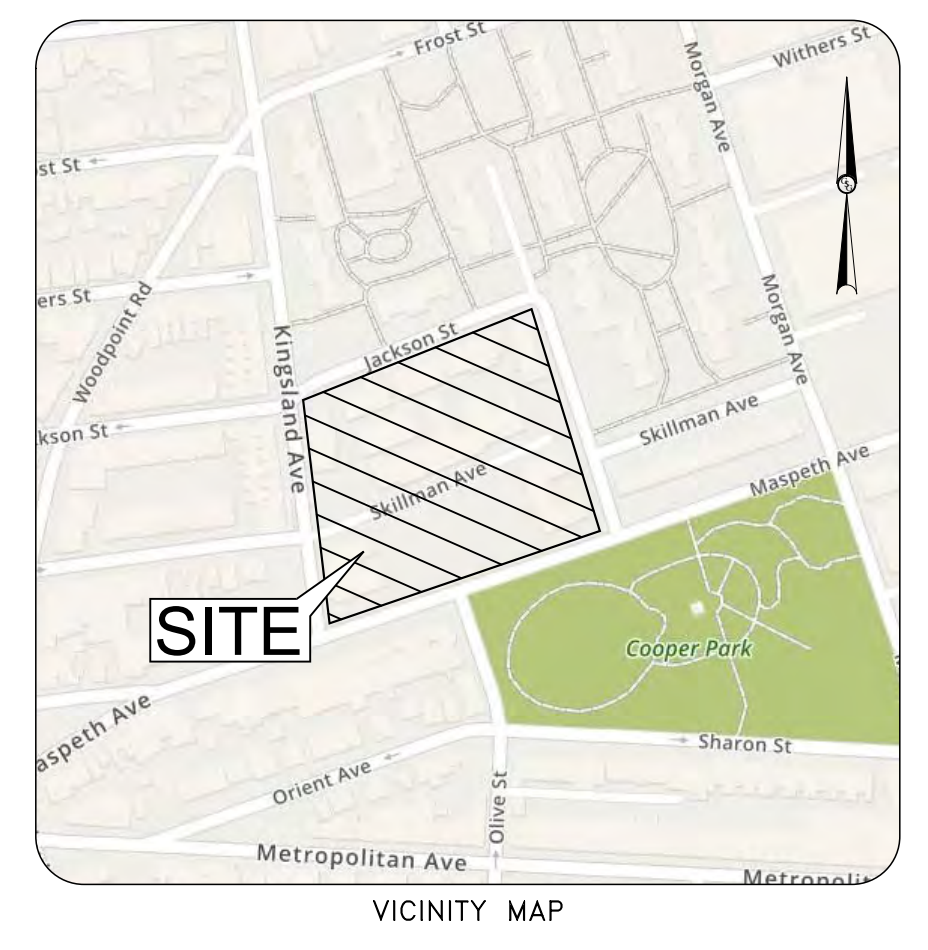 Frost St
Withers St
Morgan Ave
st St
ers St
Woodpoint Rd
Morgan Ave
Kingsland Ave
Jackson St
kson St
Skillman Ave
Skillman Ave
Maspeth Ave
SITE
Cooper Park
aspeth Ave
Sharon St
Orient Ave
Olive St
Metropolitan Ave
Metropolit
VICINITY MAP